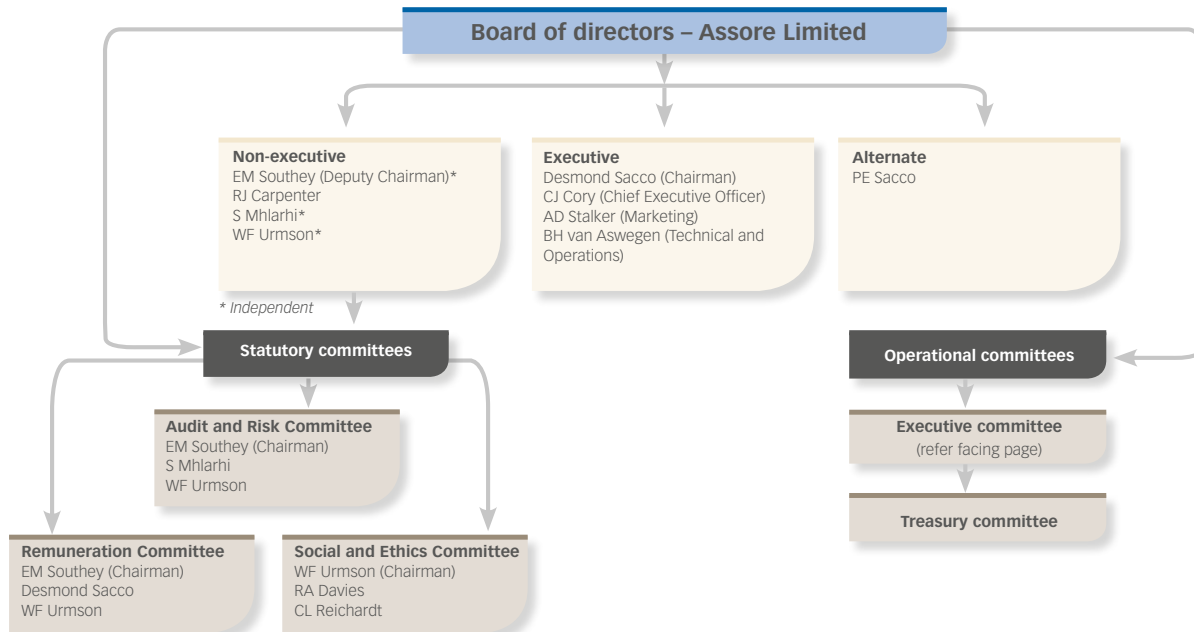 Board of directors – Assore Limited
Non-executive
EM Southey (Deputy Chairman)*
RJ Carpenter
S Mhlarhi*
WF Urmson*
Executive
Desmond Sacco (Chairman)
CJ Cory (Chief Executive Officer)
AD Stalker (Marketing)
BH van Aswegen (Technical and
Operations)
Alternate
PE Sacco
* Independent
Statutory committees
Operational committees
Audit and Risk Committee
EM Southey (Chairman)
S Mhlarhi
WF Urmson
Executive committee
(refer facing page)
Treasury committee
Remuneration Committee
EM Southey (Chairman)
Desmond Sacco
WF Urmson
Social and Ethics Committee
WF Urmson (Chairman)
RA Davies
CL Reichardt